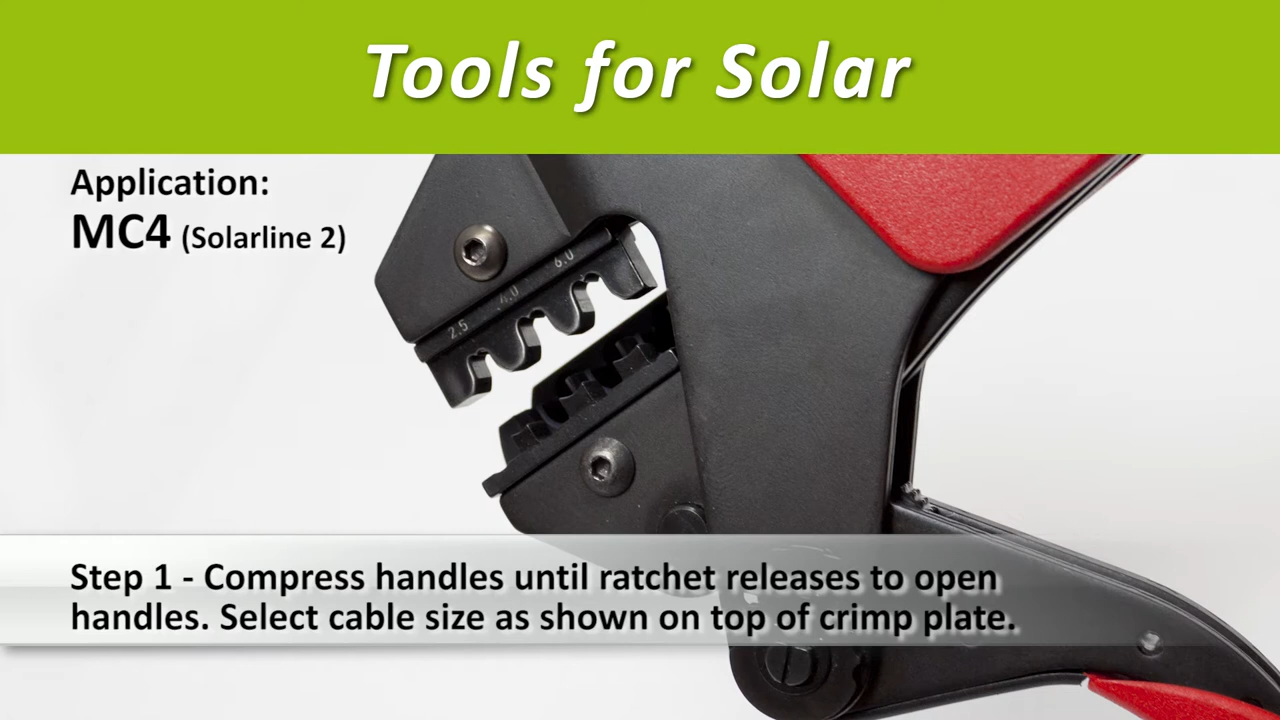 Tools for Solar
Application:
MC4 (Solarline 2)
2.5
4.0
6.0
Step 1 - Compress handles until ratchet releases to open
handles. Select cable size as shown on top of crimp plate.